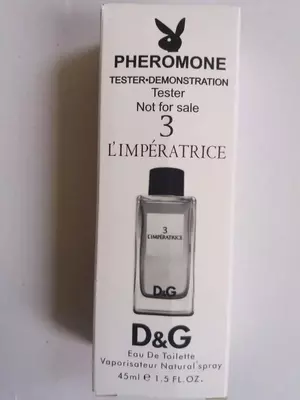 PHEROMONE
TESTER•DEMONSTRATION
Tester
Not for sale
3
L'IMPÉRATRICE
3
L'IMPÉRATRICE
D&G
D&G
Eau De Toilette
Vaporisateur Natural spray
45ml e 1.5 FL.OZ.